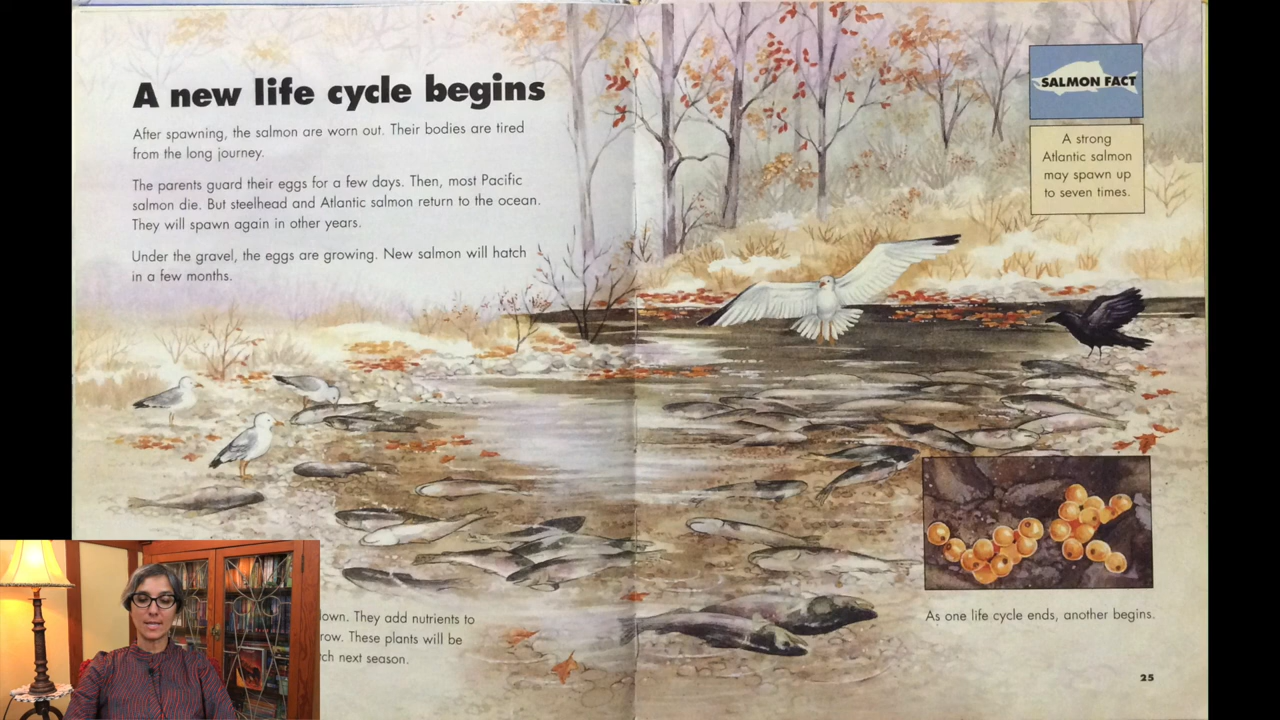 A new life cycle begins
After spawning, the salmon are worn out. Their bodies are tired
from the long journey.
The parents guard their eggs for a few days. Then, most Pacific
salmon die. But steelhead and Atlantic salmon return to the ocean.
They will spawn again in other years.
Under the gravel, the eggs are growing. New salmon will hatch
in a few months.
down. They add nutrients to
These plants will be
next season.
SALMON FACT
A strong
Atlantic salmon
may spawn up
to seven times.
As one life cycle ends, another begins.
25